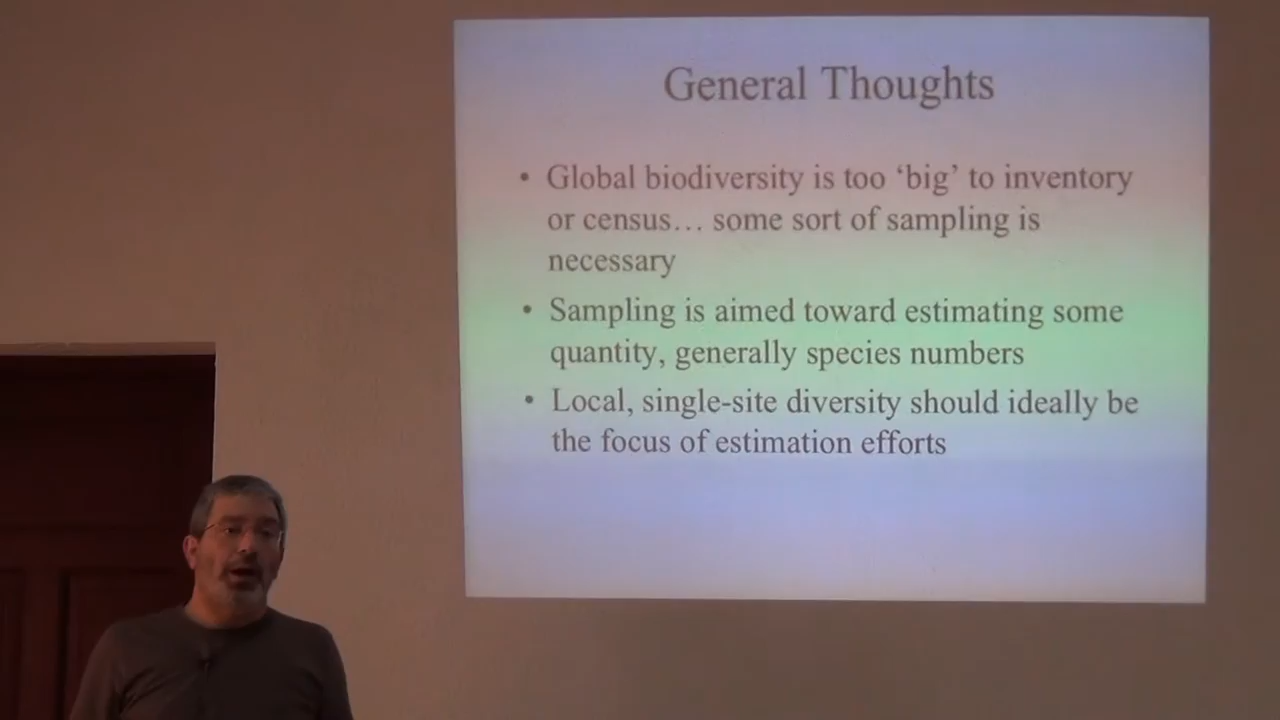 General Thoughts
• Global biodiversity is too ‘big’ to inventory
or census… some sort of sampling is
necessary
• Sampling is aimed toward estimating some
quantity, generally species numbers
• Local, single-site diversity should ideally be
the focus of estimation efforts